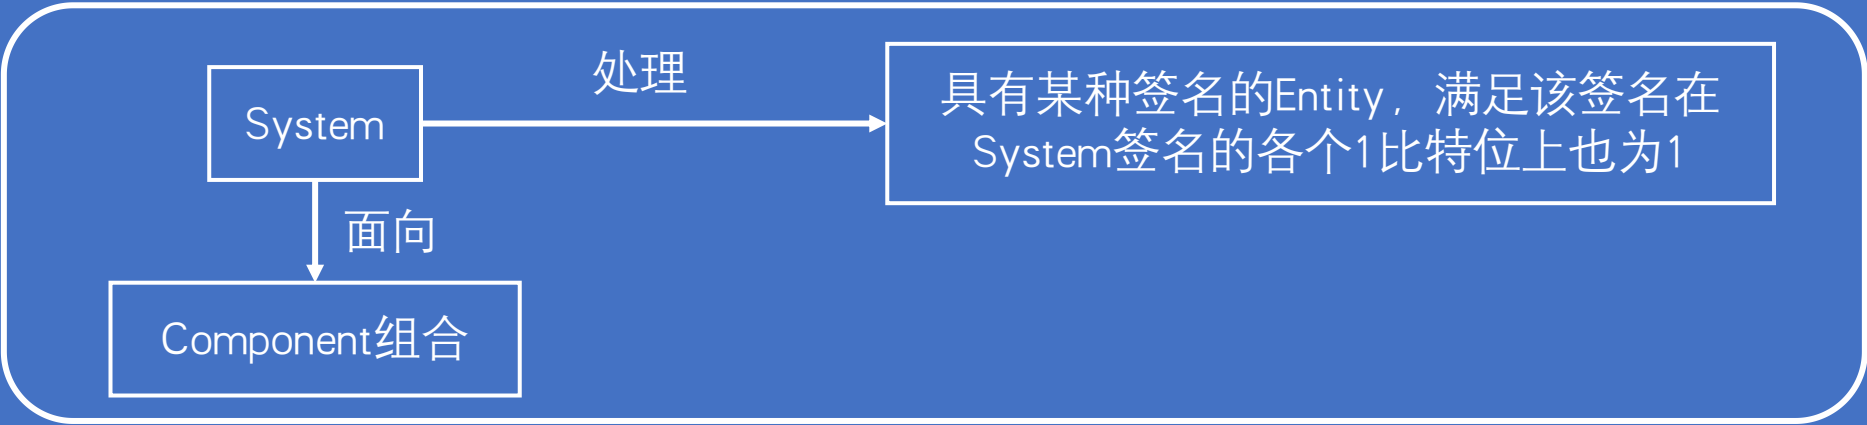 处理
具有某种签名的Entity，满足该签名在
System签名的各个1比特位上也为1
System
面向
Component组合